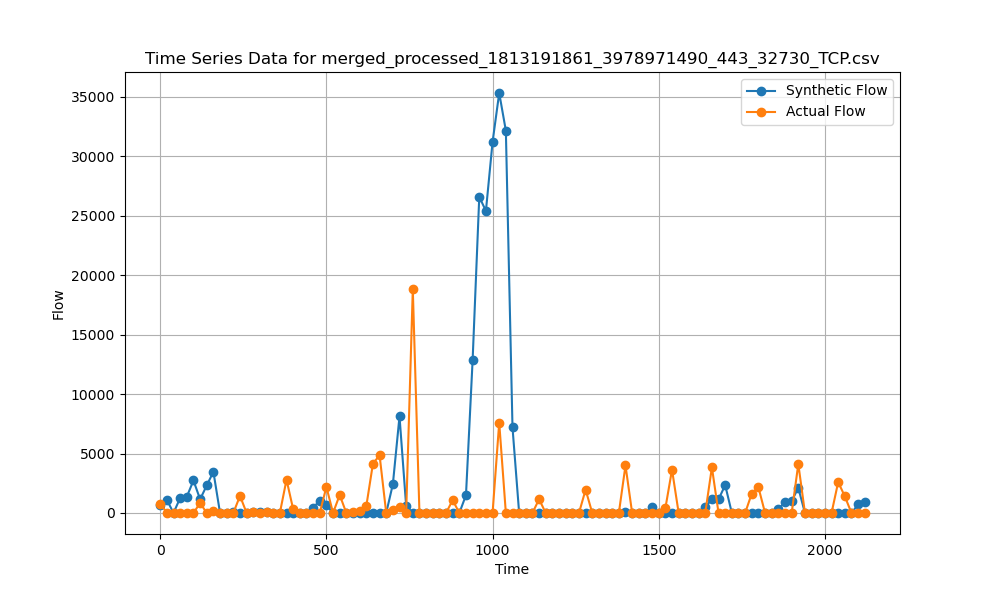 Time Series Data for merged_processed_1813191861_3978971490_443_32730_TCP.csv
Synthetic Flow
Actual Flow
35000
30000
25000
20000
15000
10000
5000
0
Flow
0 500 1000 1500 2000
Time